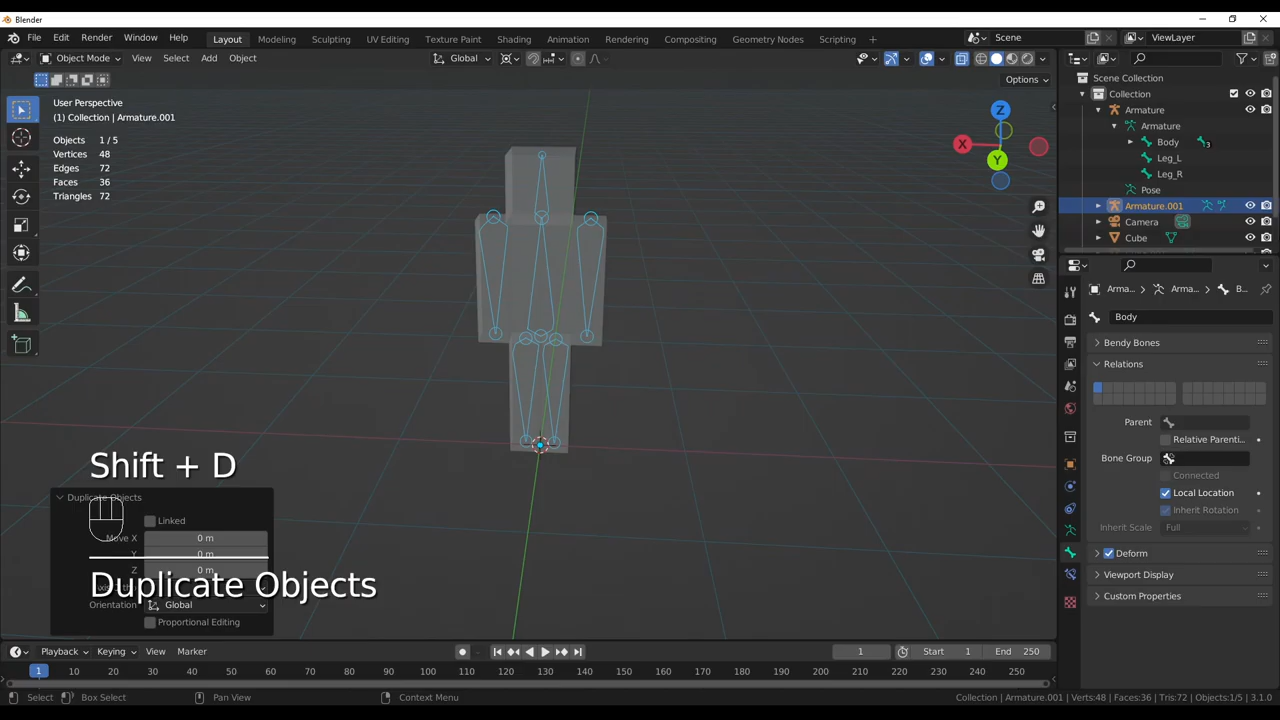 Blender
File Edit Render Window Help
Layout Modeling Sculpting UV Editing Texture Paint Shading Animation Rendering Compositing Geometry Nodes Scripting
Scene
ViewLayer
Object Mode View Select Add Object
Global
Options
User Perspective
(1) Collection | Armature.001
Objects 1 / 5
Vertices 48
Edges 72
Faces 36
Triangles 72
Z
X
Y
Scene Collection
Collection
Armature
Armature
Body
3
Leg_L
Leg_R
Pose
Armature.001
Camera
Cube
Arma... > Arma... > B...
Body
Bendy Bones
Relations
Parent
Relative Parenti...
Bone Group
Connected
Local Location
Inherit Rotation
Inherit Scale Full
Deform
Viewport Display
Custom Properties
Shift + D
Duplicate Objects
Linked
Move X 0 m
Y 0 m
Z 0 m
Duplicate Objects
Orientation Global
Proportional Editing
Playback Keying View Marker
1
Start 1
End 250
1 10 20 30 40 50 60 70 80 90 100 110 120 130 140 150 160 170 180 190 200 210 220 230 240 250
Select Box Select Pan View Context Menu
Collection | Armature.001 | Verts:48 | Faces:36 | Tris:72 | Objects:1/5 | 3.1.0